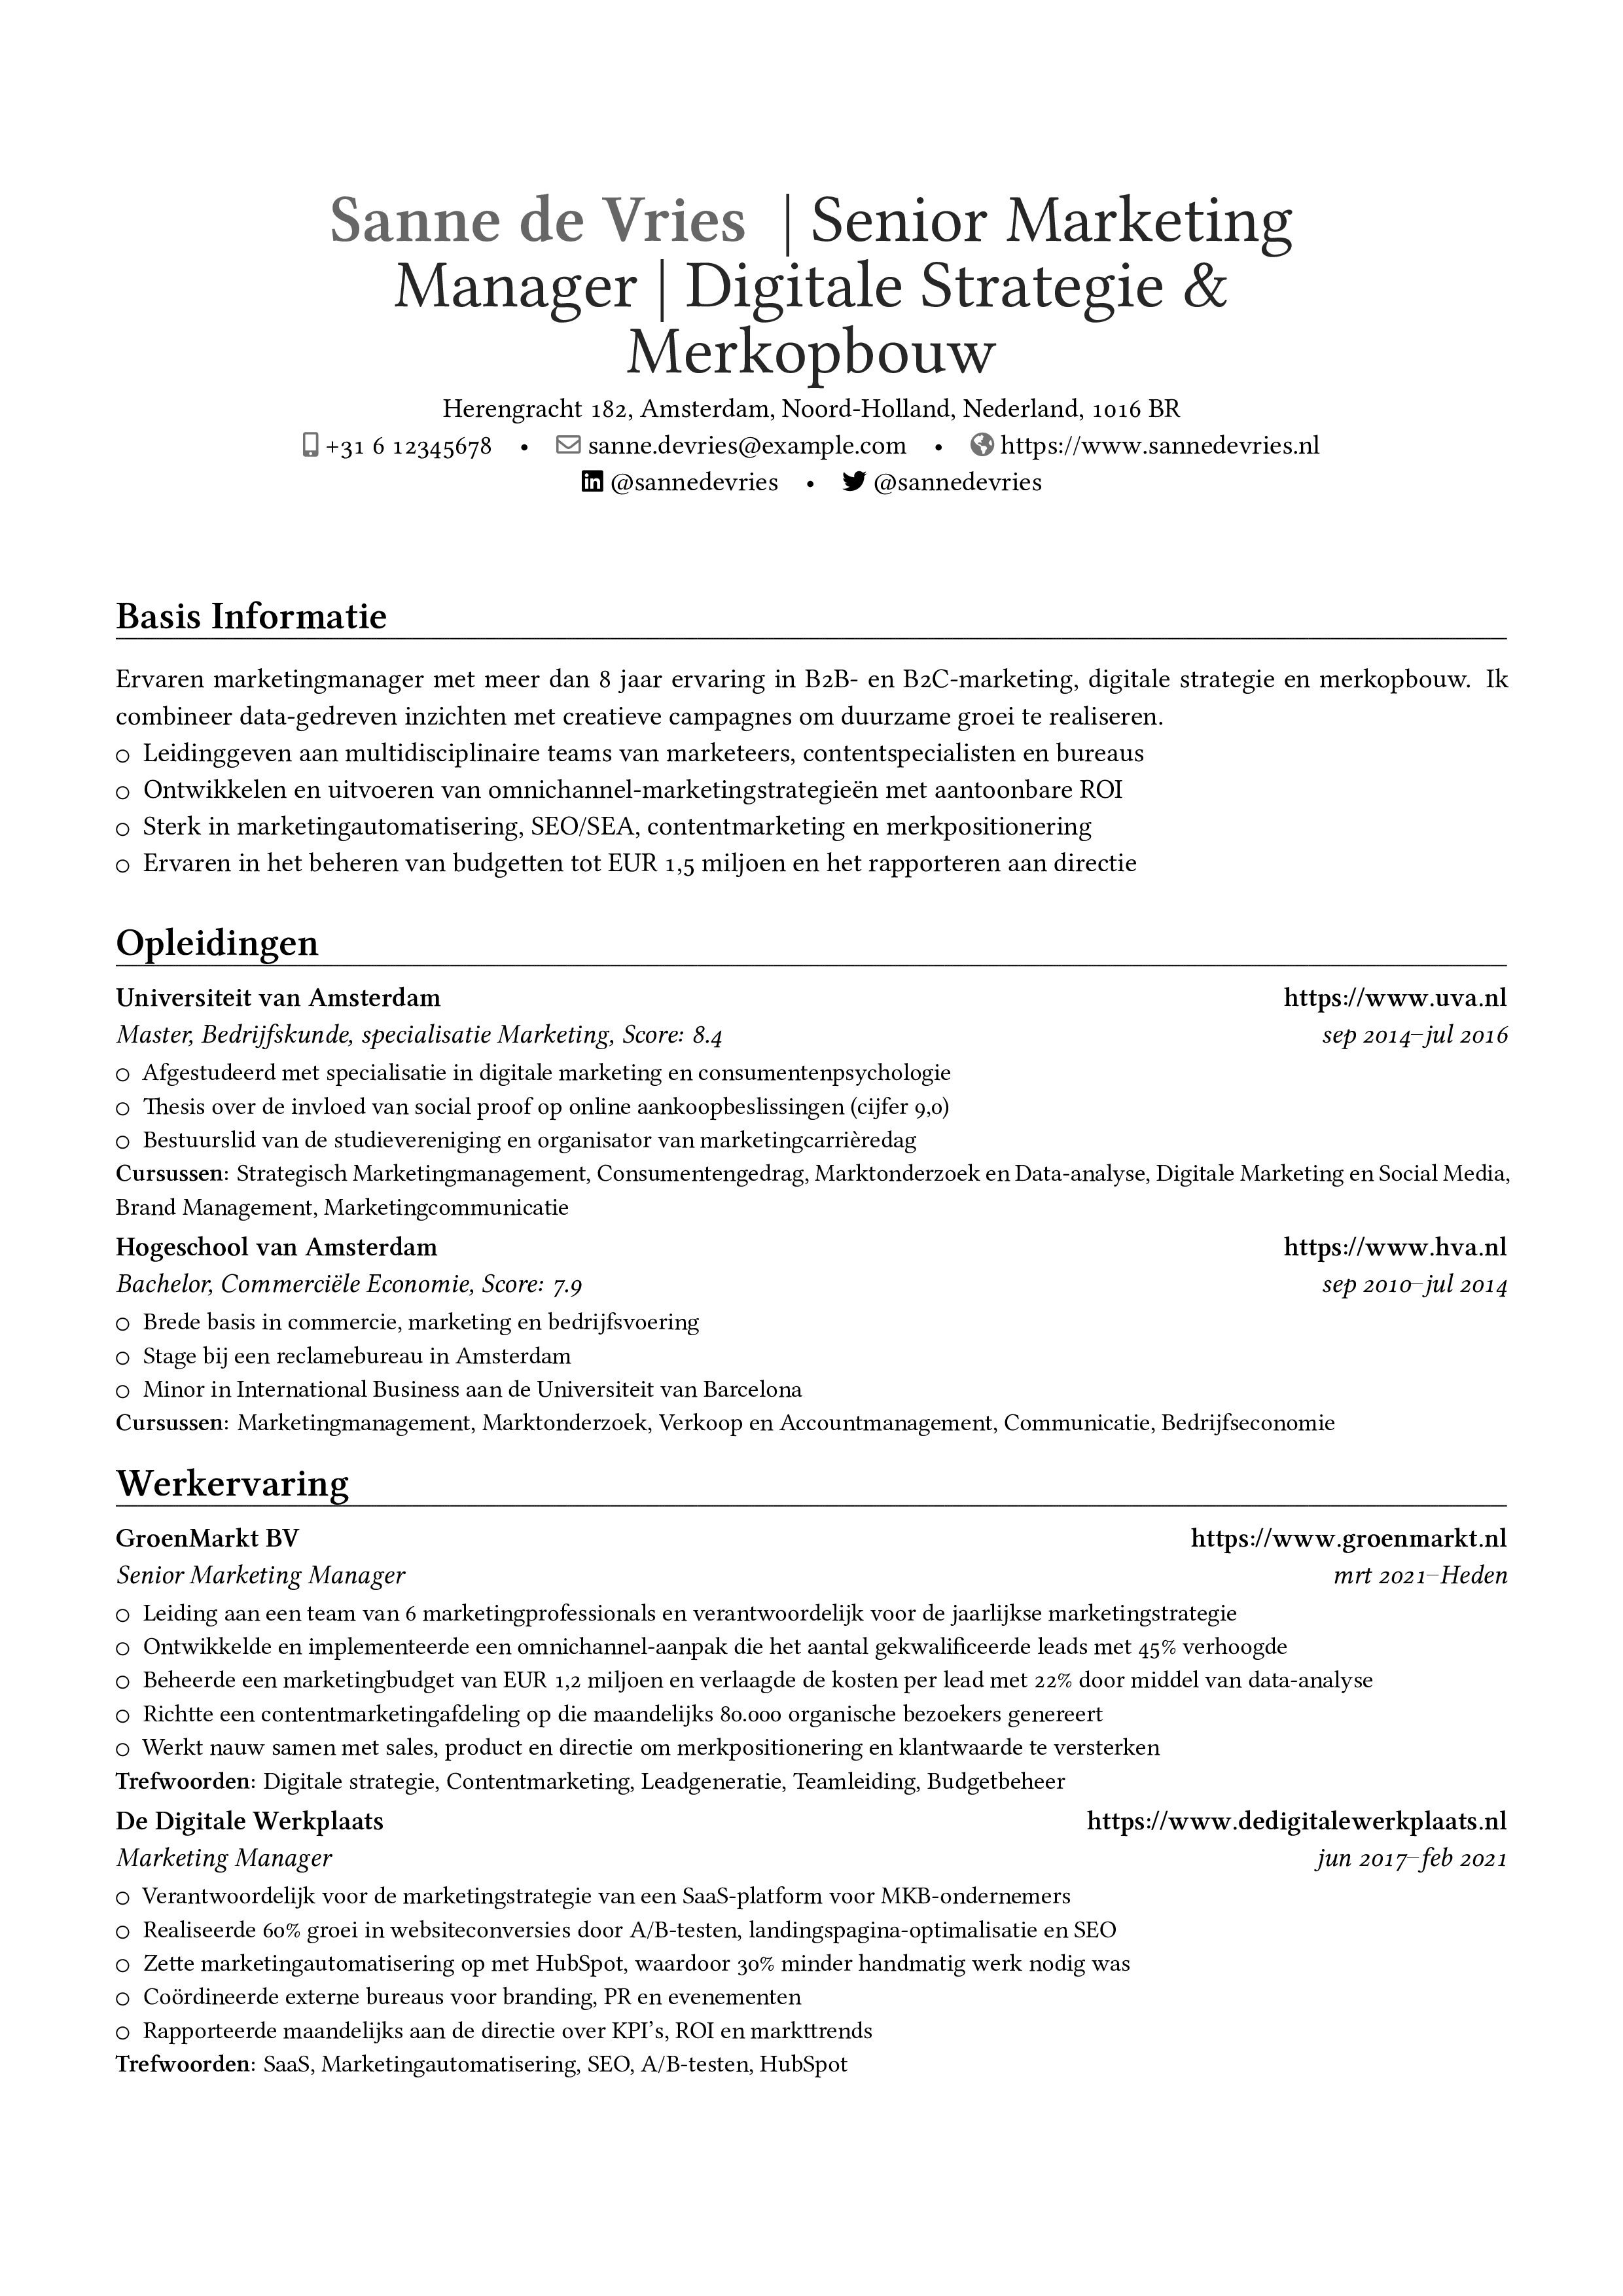 Sanne de Vries | Senior Marketing
Manager | Digitale Strategie &
Merkopbouw
Herengracht 182, Amsterdam, Noord-Holland, Nederland, 1016 BR
+31 6 12345678 • sanne.devries@example.com • https://www.sannedevries.nl
@sannedevries • @sannedevries
Basis Informatie
Ervaren marketingmanager met meer dan 8 jaar ervaring in B2B- en B2C-marketing, digitale strategie en merkopbouw. Ik
combineer data-gedreven inzichten met creatieve campagnes om duurzame groei te realiseren.
○ Leidinggeven aan multidisciplinaire teams van marketeers, contentspecialisten en bureaus
○ Ontwikkelen en uitvoeren van omnichannel-marketingstrategieën met aantoonbare ROI
○ Sterk in marketingautomatisering, SEO/SEA, contentmarketing en merkpositionering
○ Ervaren in het beheren van budgetten tot EUR 1,5 miljoen en het rapporteren aan directie
Opleidingen
Universiteit van Amsterdam https://www.uva.nl
Master, Bedrijfskunde, specialisatie Marketing, Score: 8.4 sep 2014–jul 2016
○ Afgestudeerd met specialisatie in digitale marketing en consumentenpsychologie
○ Thesis over de invloed van social proof op online aankoopbeslissingen (cijfer 9,0)
○ Bestuurslid van de studievereniging en organisator van marketingcarrièredag
Cursussen: Strategisch Marketingmanagement, Consumentengedrag, Marktonderzoek en Data-analyse, Digitale Marketing en Social Media,
Brand Management, Marketingcommunicatie
Hogeschool van Amsterdam https://www.hva.nl
Bachelor, Commerciële Economie, Score: 7.9 sep 2010–jul 2014
○ Brede basis in commercie, marketing en bedrijfsvoering
○ Stage bij een reclamebureau in Amsterdam
○ Minor in International Business aan de Universiteit van Barcelona
Cursussen: Marketingmanagement, Marktonderzoek, Verkoop en Accountmanagement, Communicatie, Bedrijfseconomie
Werkervaring
GroenMarkt BV https://www.groenmarkt.nl
Senior Marketing Manager mrt 2021–Heden
○ Leiding aan een team van 6 marketingprofessionals en verantwoordelijk voor de jaarlijkse marketingstrategie
○ Ontwikkelde en implementeerde een omnichannel-aanpak die het aantal gekwalificeerde leads met 45% verhoogde
○ Beheerde een marketingbudget van EUR 1,2 miljoen en verlaagde de kosten per lead met 22% door middel van data-analyse
○ Richtte een contentmarketingafdeling op die maandelijks 80.000 organische bezoekers genereert
○ Werkt nauw samen met sales, product en directie om merkpositionering en klantwaarde te versterken
Trefwoorden: Digitale strategie, Contentmarketing, Leadgeneratie, Teamleiding, Budgetbeheer
De Digitale Werkplaats https://www.dedigitalewerkplaats.nl
Marketing Manager jun 2017–feb 2021
○ Verantwoordelijk voor de marketingstrategie van een SaaS-platform voor MKB-ondernemers
○ Realiseerde 60% groei in websiteconversies door A/B-testen, landingspagina-optimalisatie en SEO
○ Zette marketingautomatisering op met HubSpot, waardoor 30% minder handmatig werk nodig was
○ Coördineerde externe bureaus voor branding, PR en evenementen
○ Rapporteerde maandelijks aan de directie over KPI's, ROI en markttrends
Trefwoorden: SaaS, Marketingautomatisering, SEO, A/B-testen, HubSpot